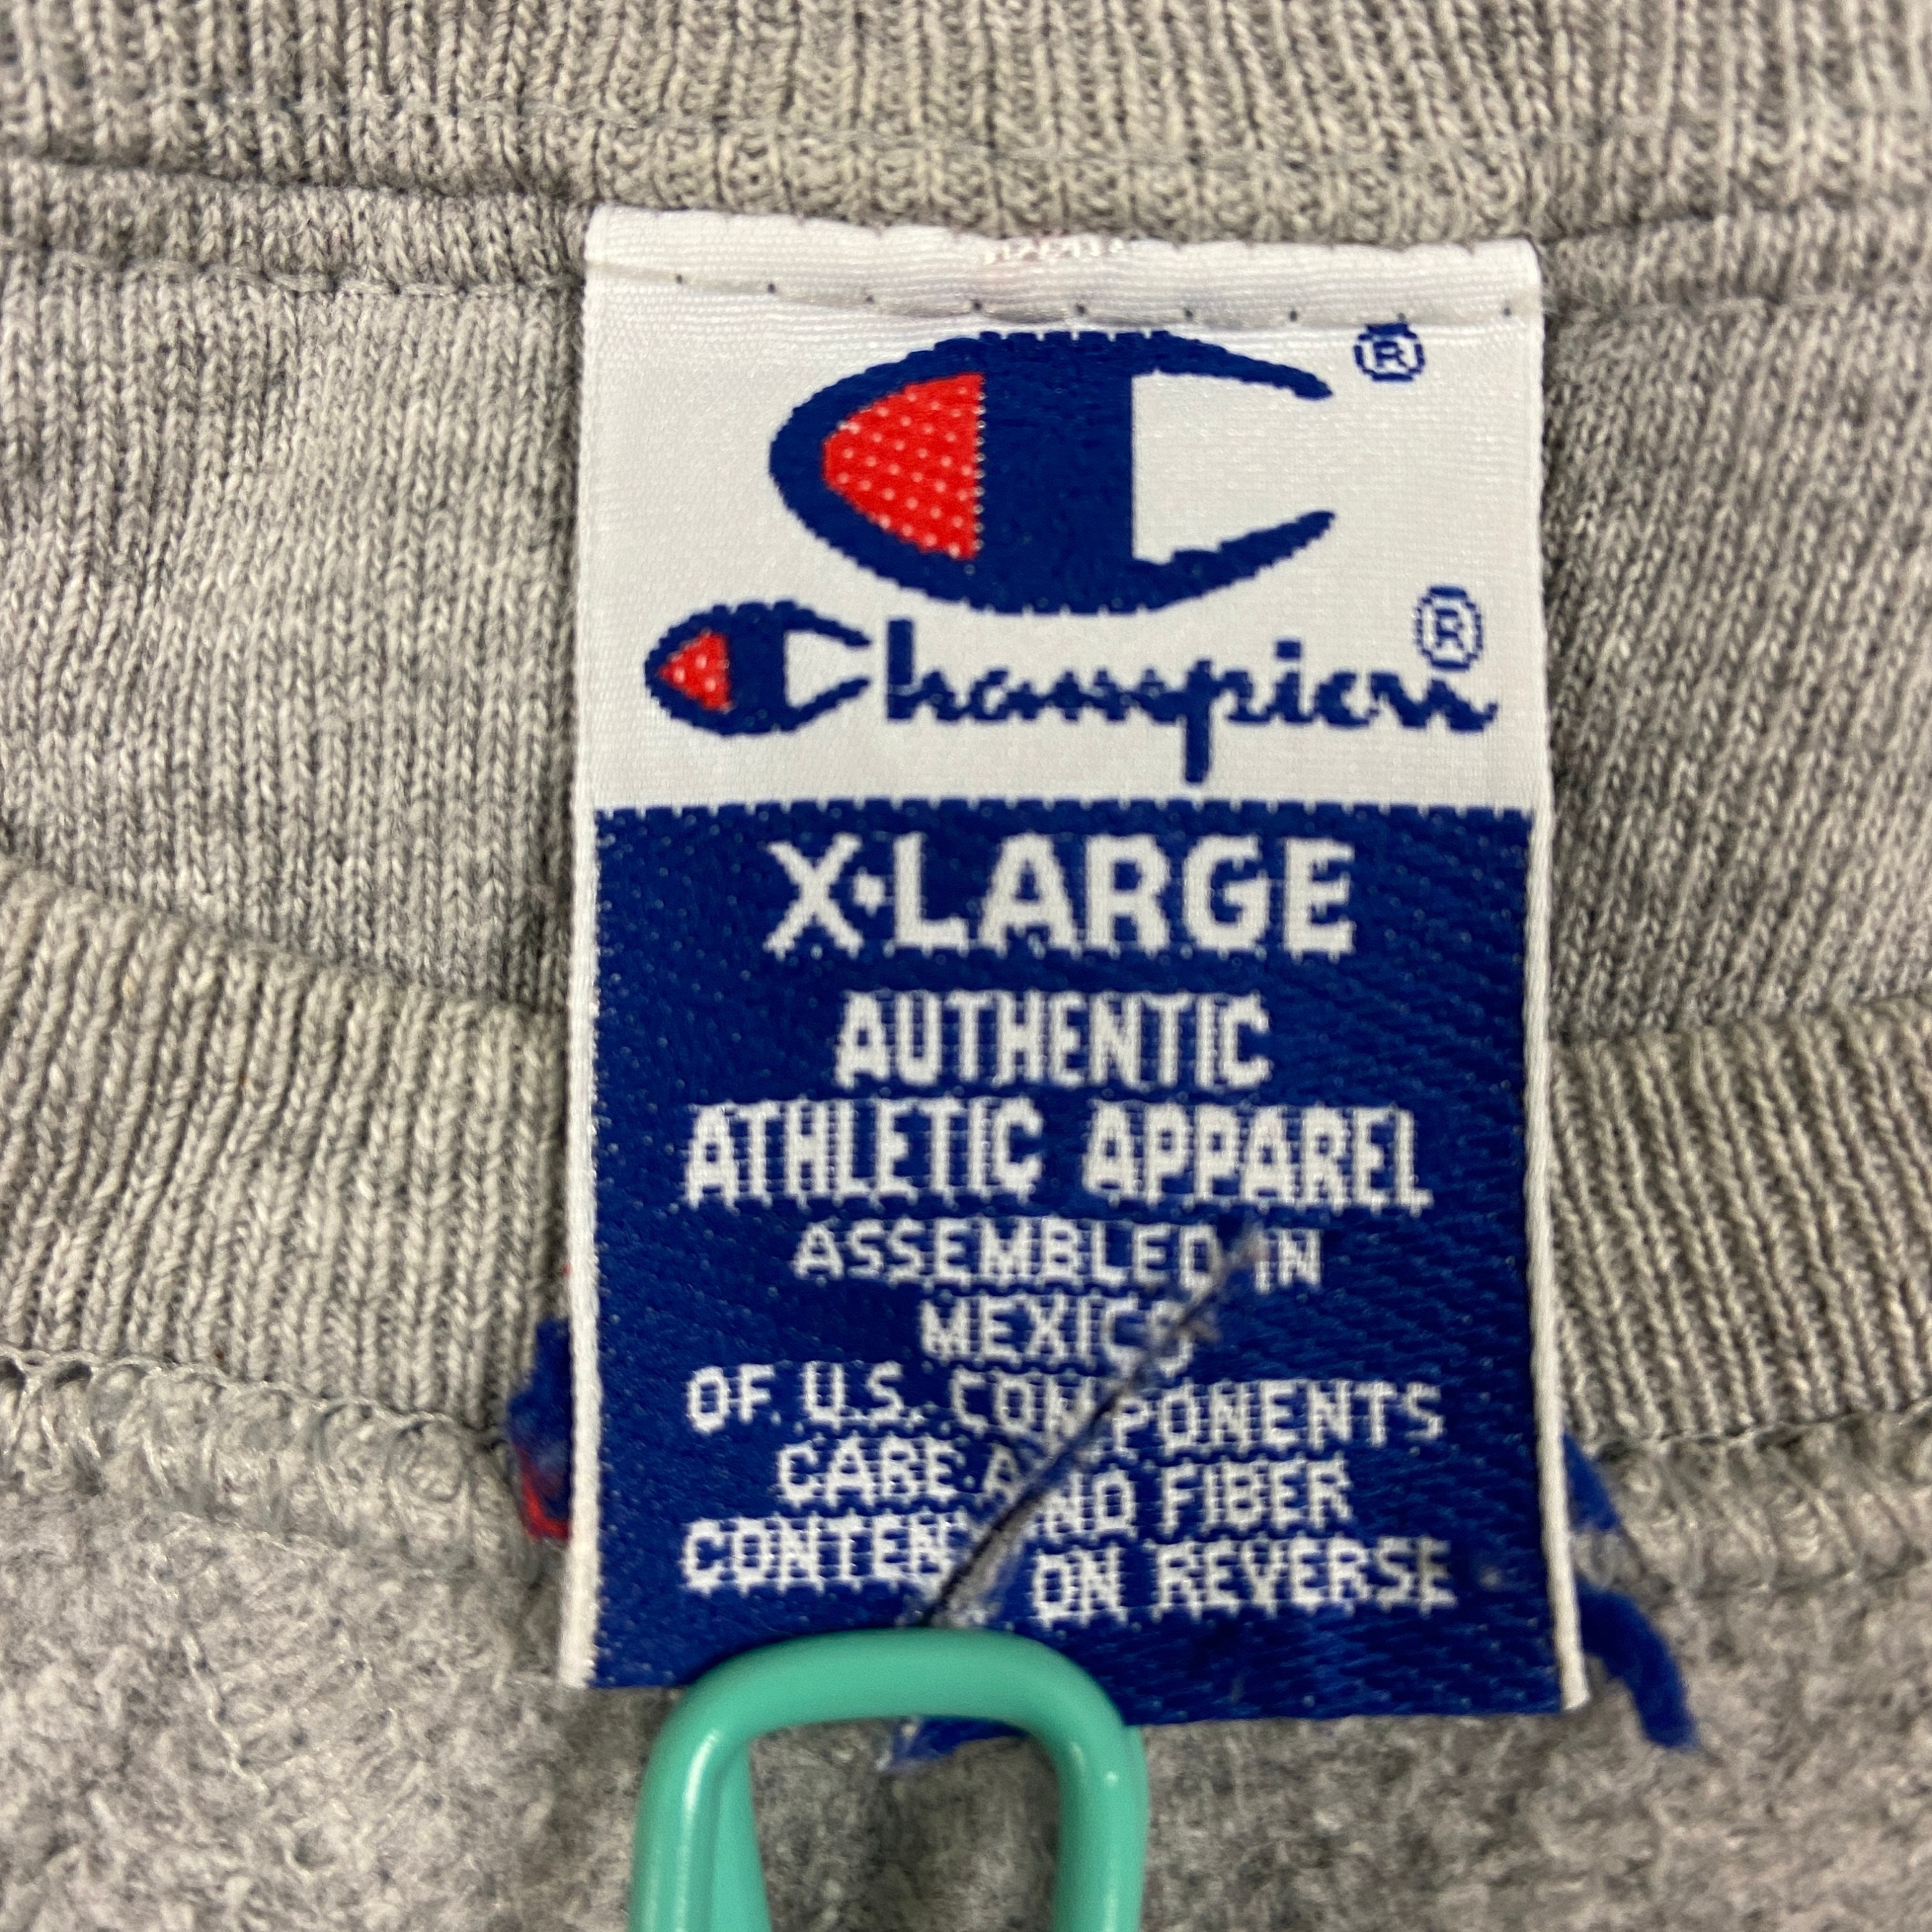 ®
Champion®
X-LARGE
AUTHENTIC
ATHLETIC APPAREL
ASSEMBLED IN
MEXICO
OF U.S. COMPONENTS
CARE AND FIBER
CONTENT ON REVERSE